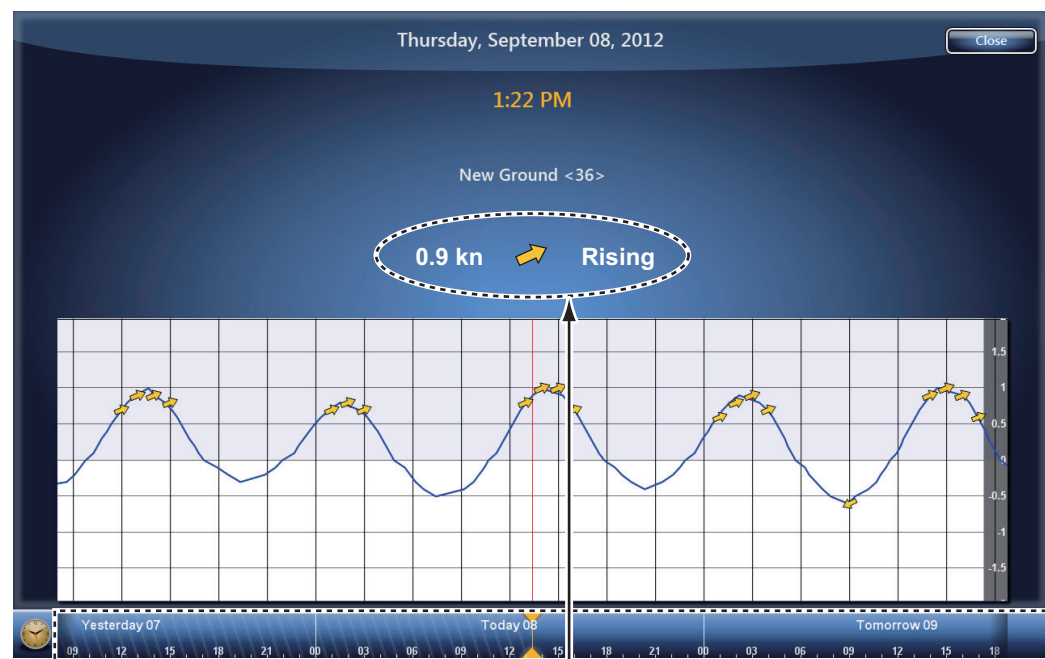 Thursday, September 08, 2012
Close
1:22 PM
New Ground <36>
0.9 kn Rising
1.5
1
0.5
0
-0.5
-1
-1.5
Yesterday 07 Today 08 Tomorrow 09
09 12 15 18 21 00 03 06 09 12 15 18 21 00 03 06 09 12 15 18